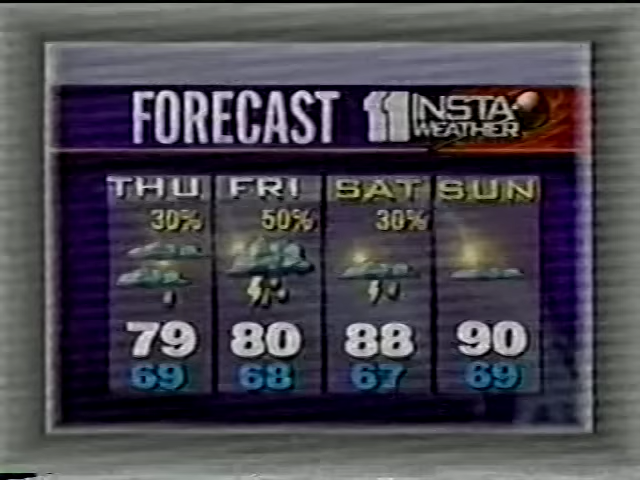 FORECAST 11 INSTA-
WEATHER
THU FRI SAT SUN
30% 50% 30%
79 80 88 90
69 68 67 69